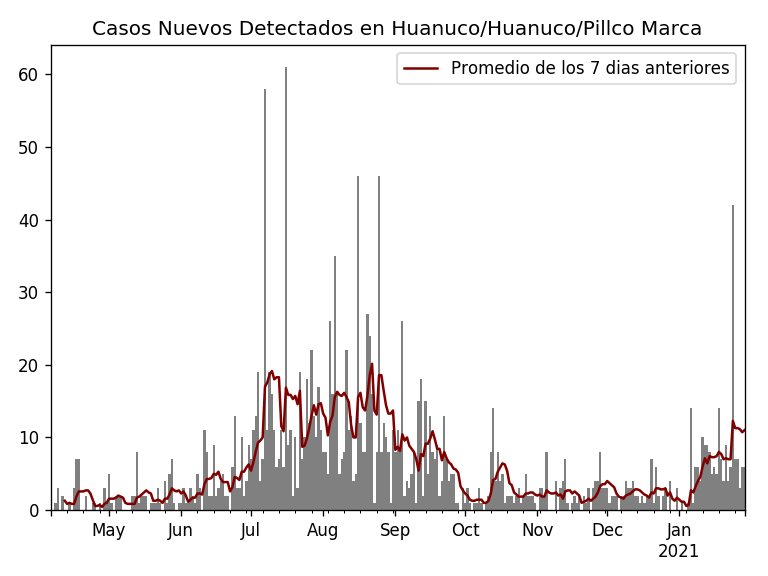 Casos Nuevos Detectados en Huanuco/Huanuco/Pillco Marca
Promedio de los 7 dias anteriores
60
50
40
30
20
10
0
May Jun Jul Aug Sep Oct Nov Dec Jan
2021